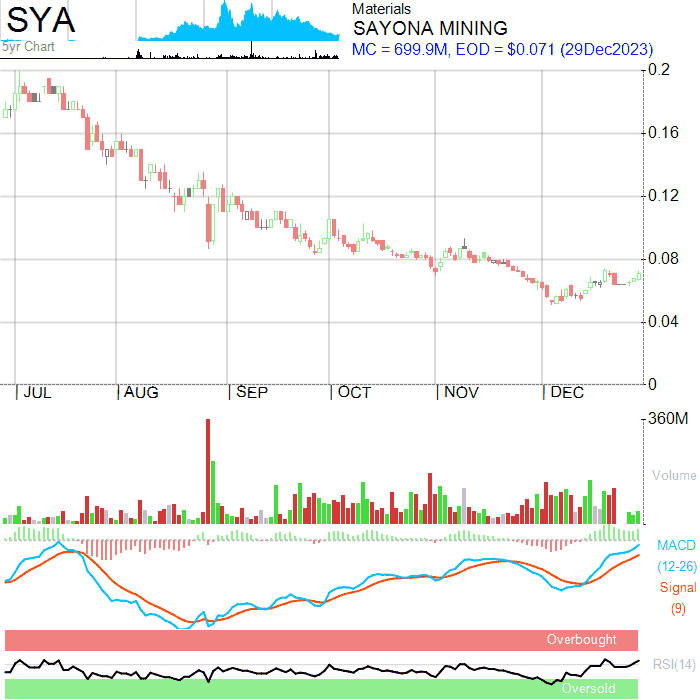 SYA
5yr Chart
Materials
SAYONA MINING
MC = 699.9M, EOD = $0.071 (29Dec2023)
0.2
0.16
0.12
0.08
0.04
0
JUL AUG SEP OCT NOV DEC
360M
Volume
MACD
(12-26)
Signal
(9)
Overbought
RSI(14)
Oversold